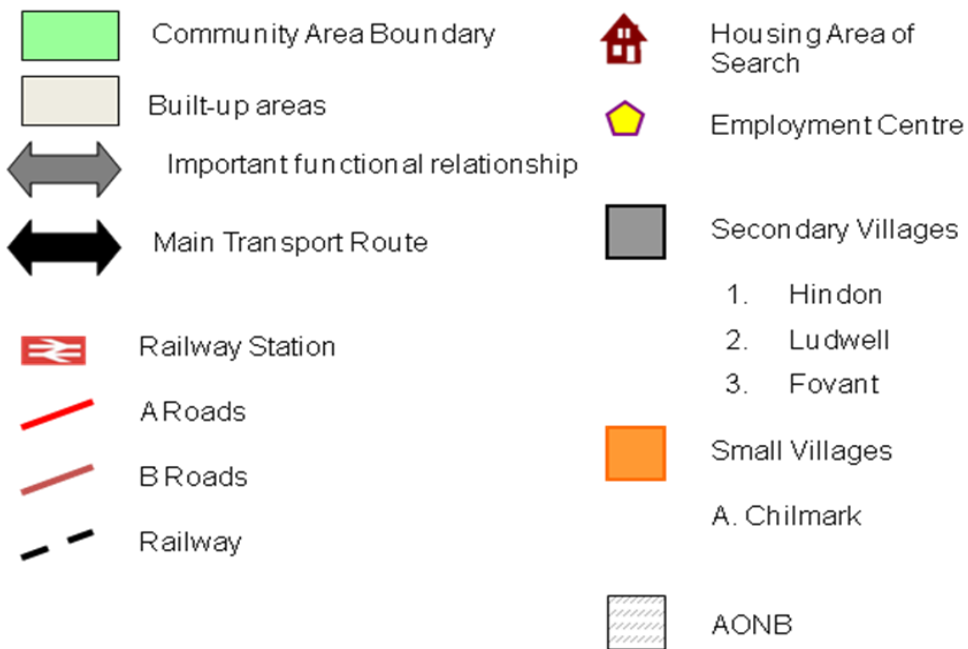 Community Area Boundary
Built-up areas
Important functional relationship
Main Transport Route
Railway Station
A Roads
B Roads
Railway
Housing Area of
Search
Employment Centre
Secondary Villages
1. Hindon
2. Ludwell
3. Fovant
Small Villages
A. Chilmark
AONB